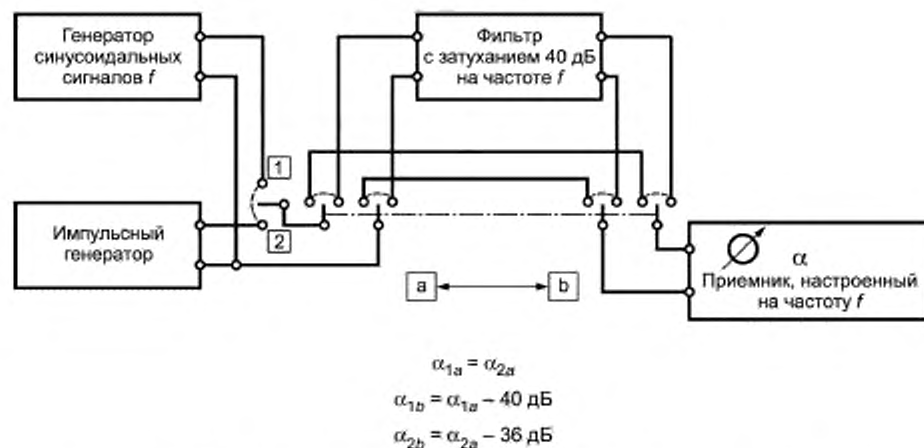 Генератор
синусоидальных
сигналов f
Фильтр
с затуханием 40 дБ
на частоте f
1
Импульсный
генератор
2
a
b
α
Приемник, настроенный
на частоту f
α1a = α2a
α1b = α1a – 40 дБ
α2b = α2a – 36 дБ